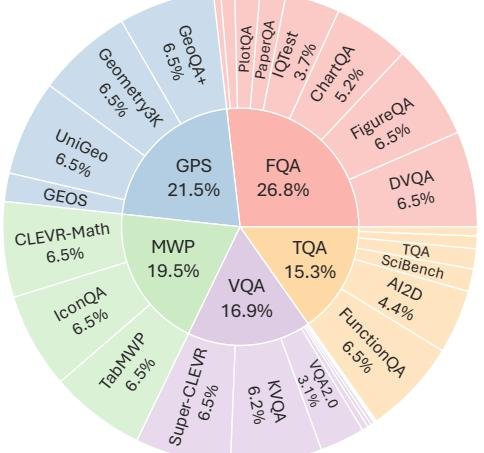 GPS
21.5%
FQA
26.8%
MWP
19.5%
VQA
16.9%
TQA
15.3%
GeoQA+
6.5%
Geometry3K
6.5%
UniGeo
6.5%
GEOS
CLEVR-Math
6.5%
IconQA
6.5%
TabMWP
6.5%
Super-CLEVR
6.5%
KVQA
6.2%
VQA2.0
3.1%
FunctionQA
6.5%
AI2D
4.4%
SciBench
TQA
DVQA
6.5%
FigureQA
6.5%
ChartQA
5.2%
IQTest
3.7%
PaperQA
PlotQA